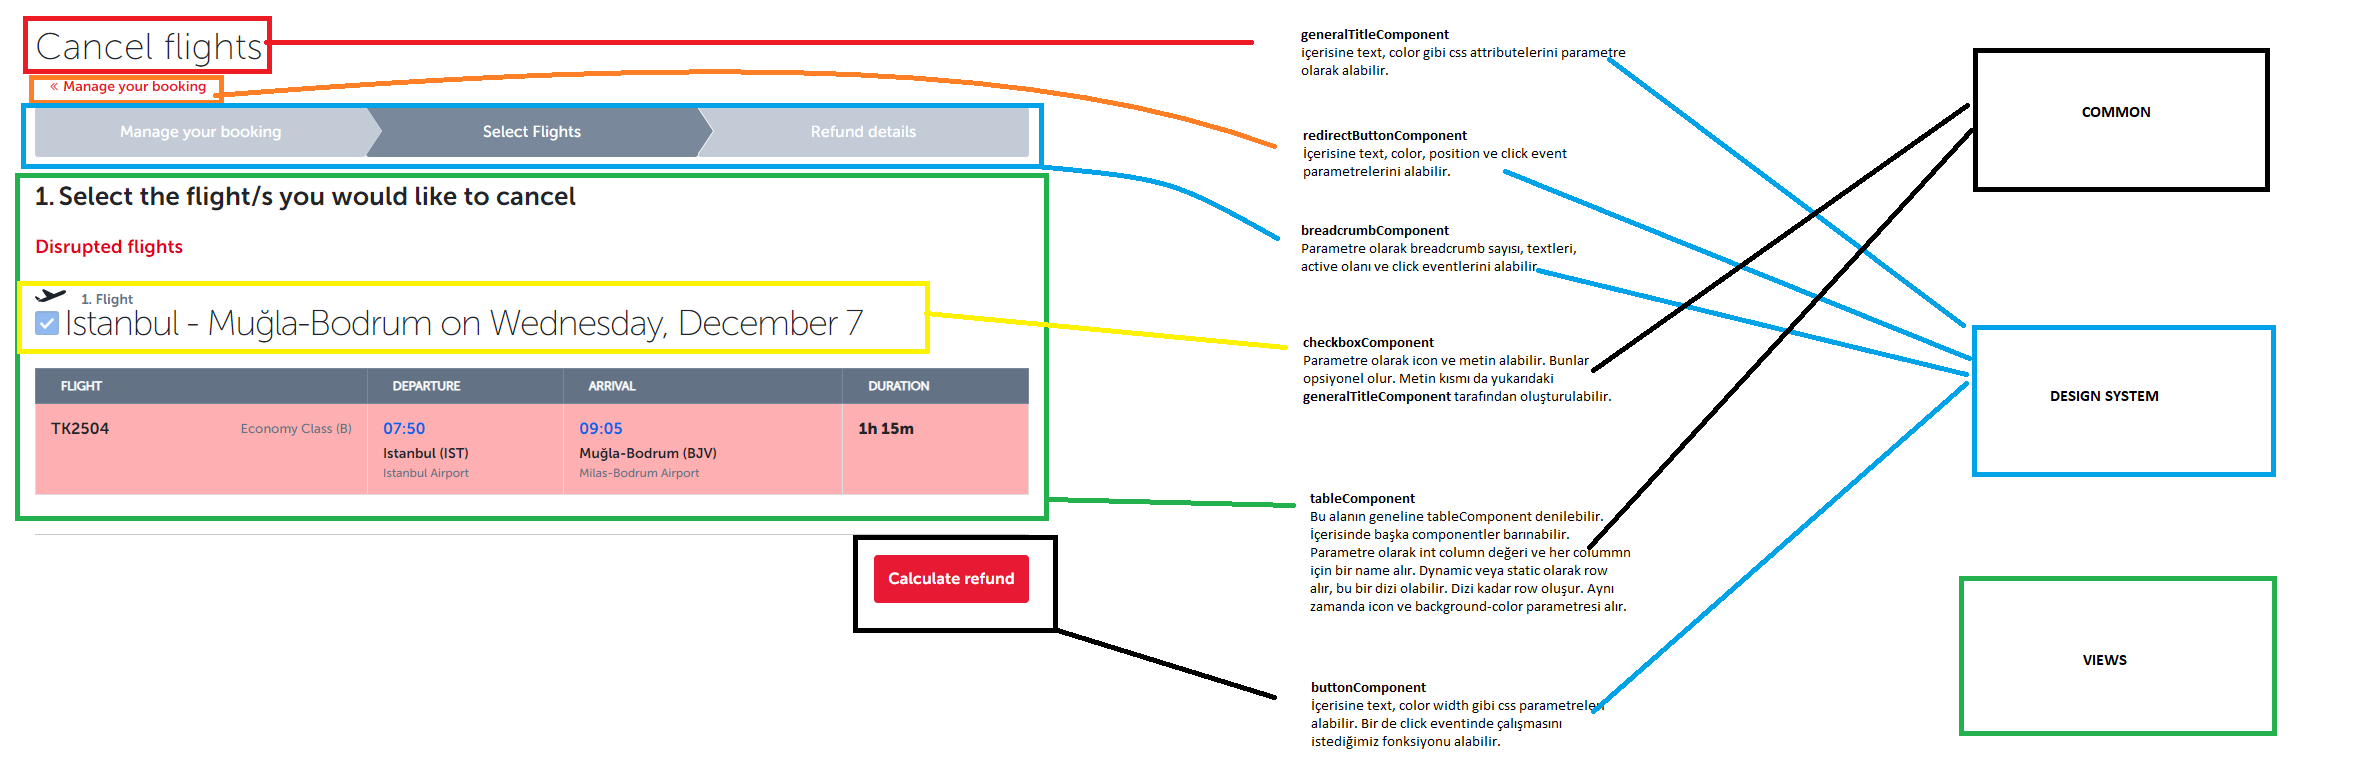 Cancel flights
« Manage your booking
Manage your booking
Select Flights
Refund details
1. Select the flight/s you would like to cancel
Disrupted flights
1. Flight
Istanbul - Muğla-Bodrum on Wednesday, December 7
FLIGHT DEPARTURE ARRIVAL DURATION
TK2504 Economy Class (B) 07:50 09:05 1h 15m
Istanbul (IST) Muğla-Bodrum (BJV)
Istanbul Airport Milas-Bodrum Airport
Calculate refund
generalTitleComponent
içerisine text, color gibi css attributelerini parametre
olarak alabilir.
redirectButtonComponent
İçerisine text, color, position ve click event
parametrelerini alabilir.
breadcrumbComponent
Parametre olarak breadcrumb sayısı, textleri,
active olanı ve click eventlerini alabilir.
checkboxComponent
Parametre olarak icon ve metin alabilir. Bunlar
opsiyonel olur. Metin kısmı da yukarıdaki
generalTitleComponent tarafından oluşturulabilir.
tableComponent
Bu alanın geneline tableComponent denilebilir.
İçerisinde başka componentler barınabilir.
Parametre olarak int column değeri ve her colummn
için bir name alır. Dynamic veya static olarak row
alır, bu bir dizi olabilir. Dizi kadar row oluşur. Aynı
zamanda icon ve background-color parametresi alır.
buttonComponent
İçerisine text, color width gibi css parametreleri
alabilir. Bir de click eventinde çalışmasını
istediğimiz fonksiyonu alabilir.
COMMON
DESIGN SYSTEM
VIEWS